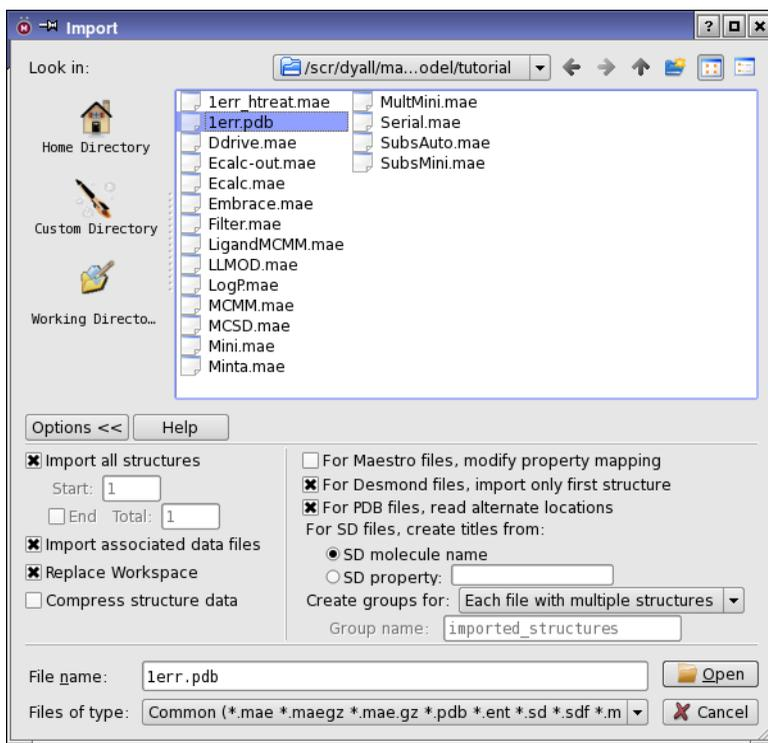 Import
Look in: /scr/dyall/ma...odel/tutorial
Home Directory
Custom Directory
Working Directo...
1err_htreat.mae
1err.pdb
Ddrive.mae
Ecalc-out.mae
Ecalc.mae
Embrace.mae
Filter.mae
LigandMCMM.mae
LLMOD.mae
LogP.mae
MCMM.mae
MCSD.mae
Mini.mae
Minta.mae
MultMini.mae
Serial.mae
SubsAuto.mae
SubsMini.mae
Options << Help
Import all structures
Start: 1
End Total: 1
Import associated data files
Replace Workspace
Compress structure data
For Maestro files, modify property mapping
For Desmond files, import only first structure
For PDB files, read alternate locations
For SD files, create titles from:
SD molecule name
SD property:
Create groups for: Each file with multiple structures
Group name: imported_structures
File name: 1err.pdb Open
Files of type: Common (*.mae *.maegz *.mae.gz *.pdb *.ent *.sd *.sdf *.m Cancel